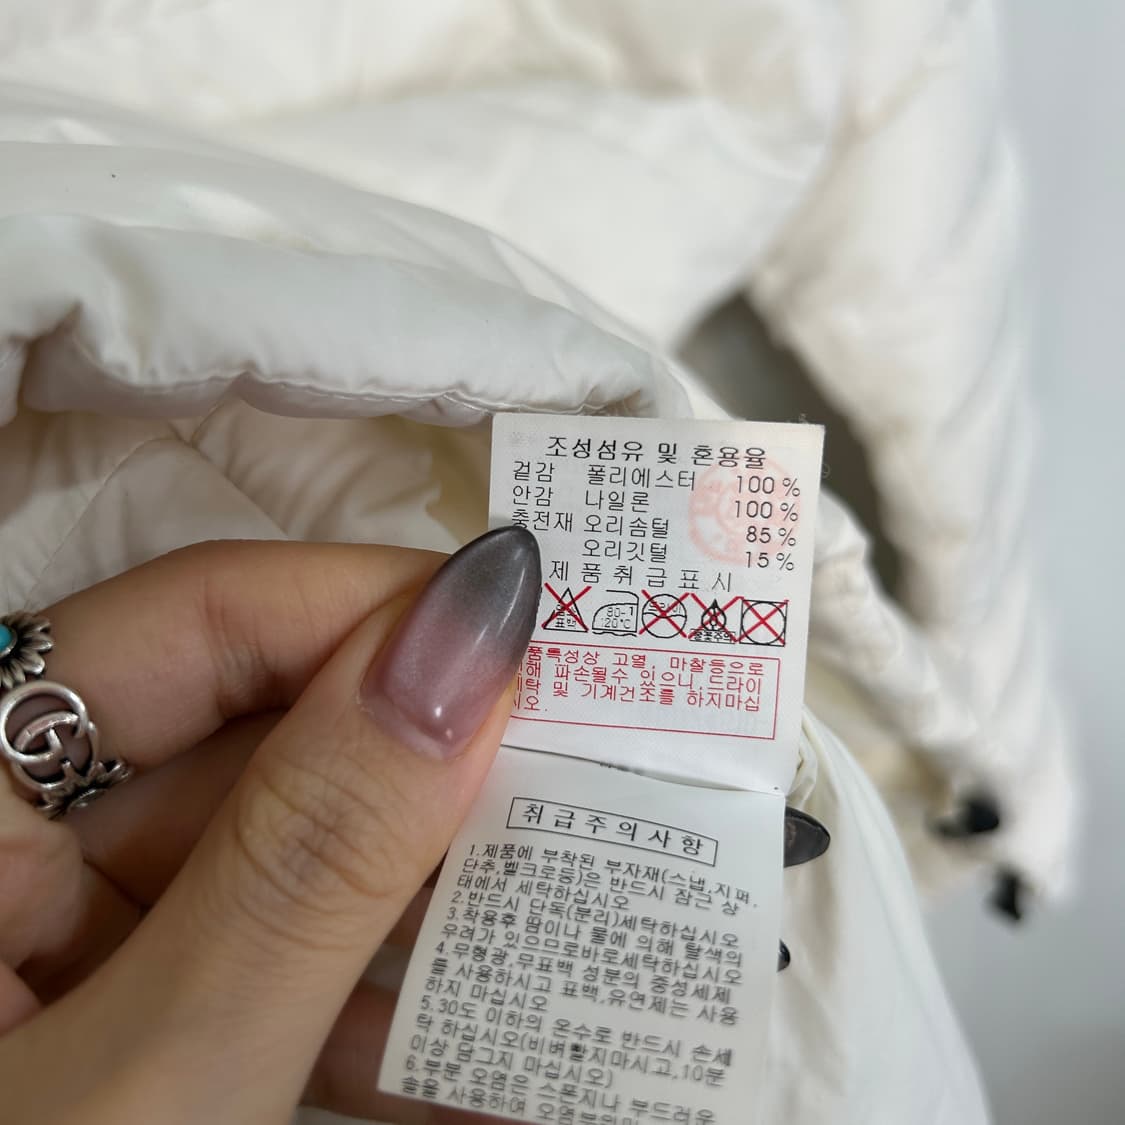 조성섬유 및 혼용율
겉감 폴리에스터 100 %
안감 나일론 100 %
충전재 오리솜털 85 %
오리깃털 15 %
제품취급표시
표백 80-1 드라이
120℃
품특성상 고열, 마찰등으로
해 파손될수 있으니 드라이
세탁 및 기계건조를 하지마십
시오.
취급주의사항
1.제품에 부착된 부자재(스냅,지퍼,
단추,벨크로등)은 반드시 잠근 상
태에서 세탁하십시오
2.반드시 단독(분리)세탁하십시오
3.착용후 땀이나 물에 의해 탈색의
우려가 있으므로바로세탁하십시오
4.무형광 무표백 성분의 중성세제
를 사용하시고 표백,유연제는 사용
하지 마십시오
5.30도 이하의 온수로 반드시 손세
탁 하십시오(비벼빨지마시고,10분
이상 담그지 마십시오)
6.부분 오염은 스폰지나 부드러운
솔을 사용하여 오염부위만